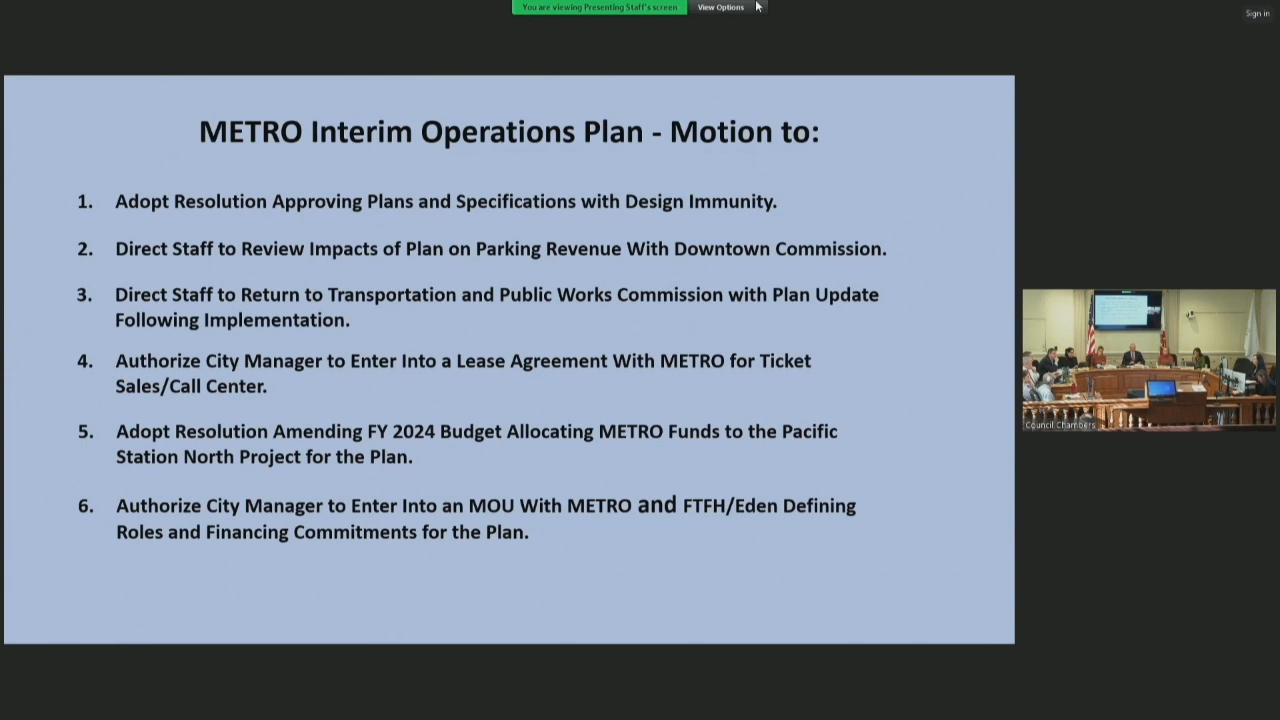 You are viewing Presenting Staff's screen
View Options
Sign in
METRO Interim Operations Plan - Motion to:
1. Adopt Resolution Approving Plans and Specifications with Design Immunity.
2. Direct Staff to Review Impacts of Plan on Parking Revenue With Downtown Commission.
3. Direct Staff to Return to Transportation and Public Works Commission with Plan Update
Following Implementation.
4. Authorize City Manager to Enter Into a Lease Agreement With METRO for Ticket
Sales/Call Center.
5. Adopt Resolution Amending FY 2024 Budget Allocating METRO Funds to the Pacific
Station North Project for the Plan.
6. Authorize City Manager to Enter Into an MOU With METRO and FTFH/Eden Defining
Roles and Financing Commitments for the Plan.
Council Chambers